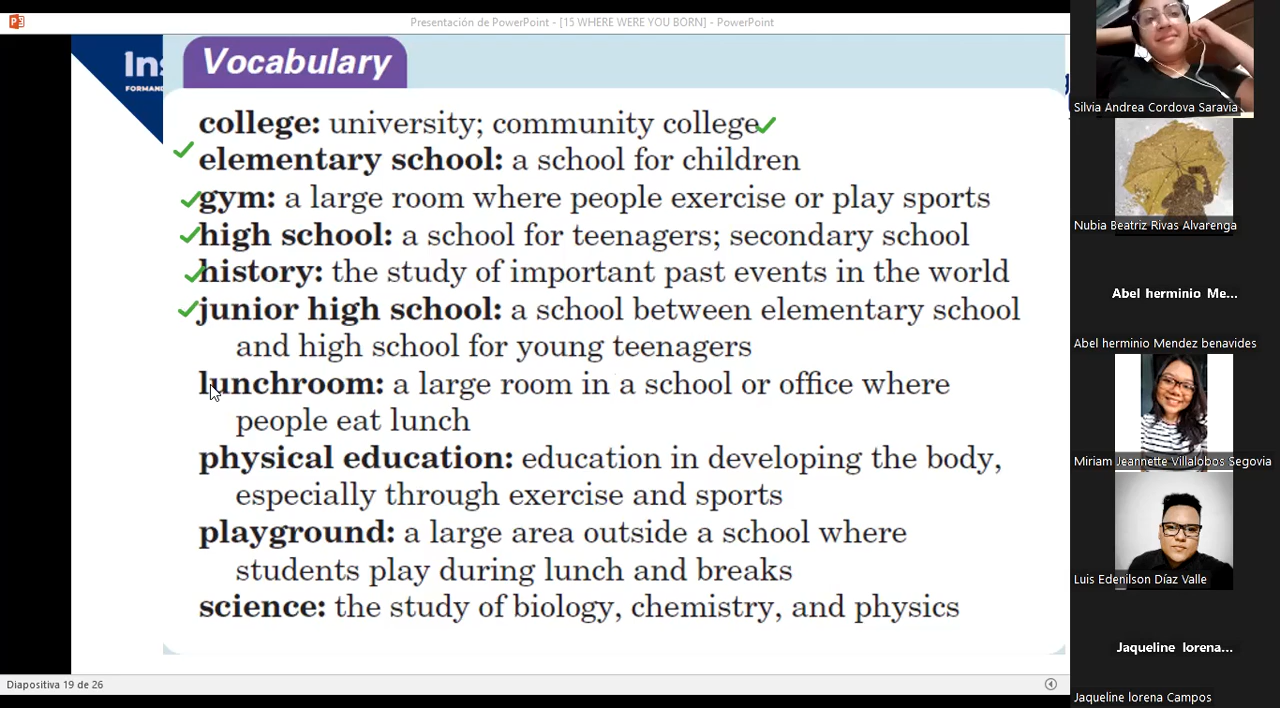 Presentación de PowerPoint - [15 WHERE WERE YOU BORN] - PowerPoint
Ins
FORMAND
Vocabulary
college: university; community college
elementary school: a school for children
gym: a large room where people exercise or play sports
high school: a school for teenagers; secondary school
history: the study of important past events in the world
junior high school: a school between elementary school
and high school for young teenagers
lunchroom: a large room in a school or office where
people eat lunch
physical education: education in developing the body,
especially through exercise and sports
playground: a large area outside a school where
students play during lunch and breaks
science: the study of biology, chemistry, and physics
Diapositiva 19 de 26
Silvia Andrea Cordova Saravia
Nubia Beatriz Rivas Alvarenga
Abel herminio Me...
Abel herminio Mendez benavides
Miriam Jeannette Villalobos Segovia
Luis Edenilson Díaz Valle
Jaqueline lorena...
Jaqueline lorena Campos